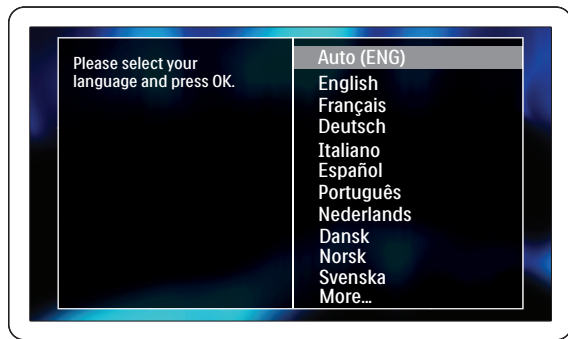 Please select your
language and press OK.
Auto (ENG)
English
Français
Deutsch
Italiano
Español
Português
Nederlands
Dansk
Norsk
Svenska
More...